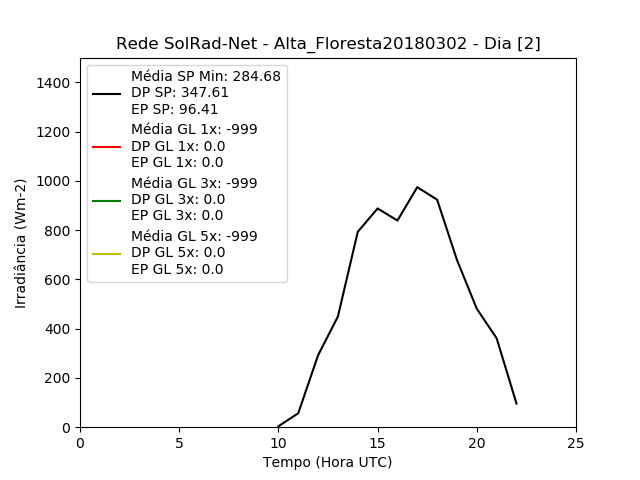 Rede SolRad-Net - Alta_Floresta20180302 - Dia [2]
Média SP Min: 284.68
DP SP: 347.61
EP SP: 96.41
Média GL 1x: -999
DP GL 1x: 0.0
EP GL 1x: 0.0
Média GL 3x: -999
DP GL 3x: 0.0
EP GL 3x: 0.0
Média GL 5x: -999
DP GL 5x: 0.0
EP GL 5x: 0.0
Irradiância (Wm-2)
1400
1200
1000
800
600
400
200
0
0 5 10 15 20 25
Tempo (Hora UTC)